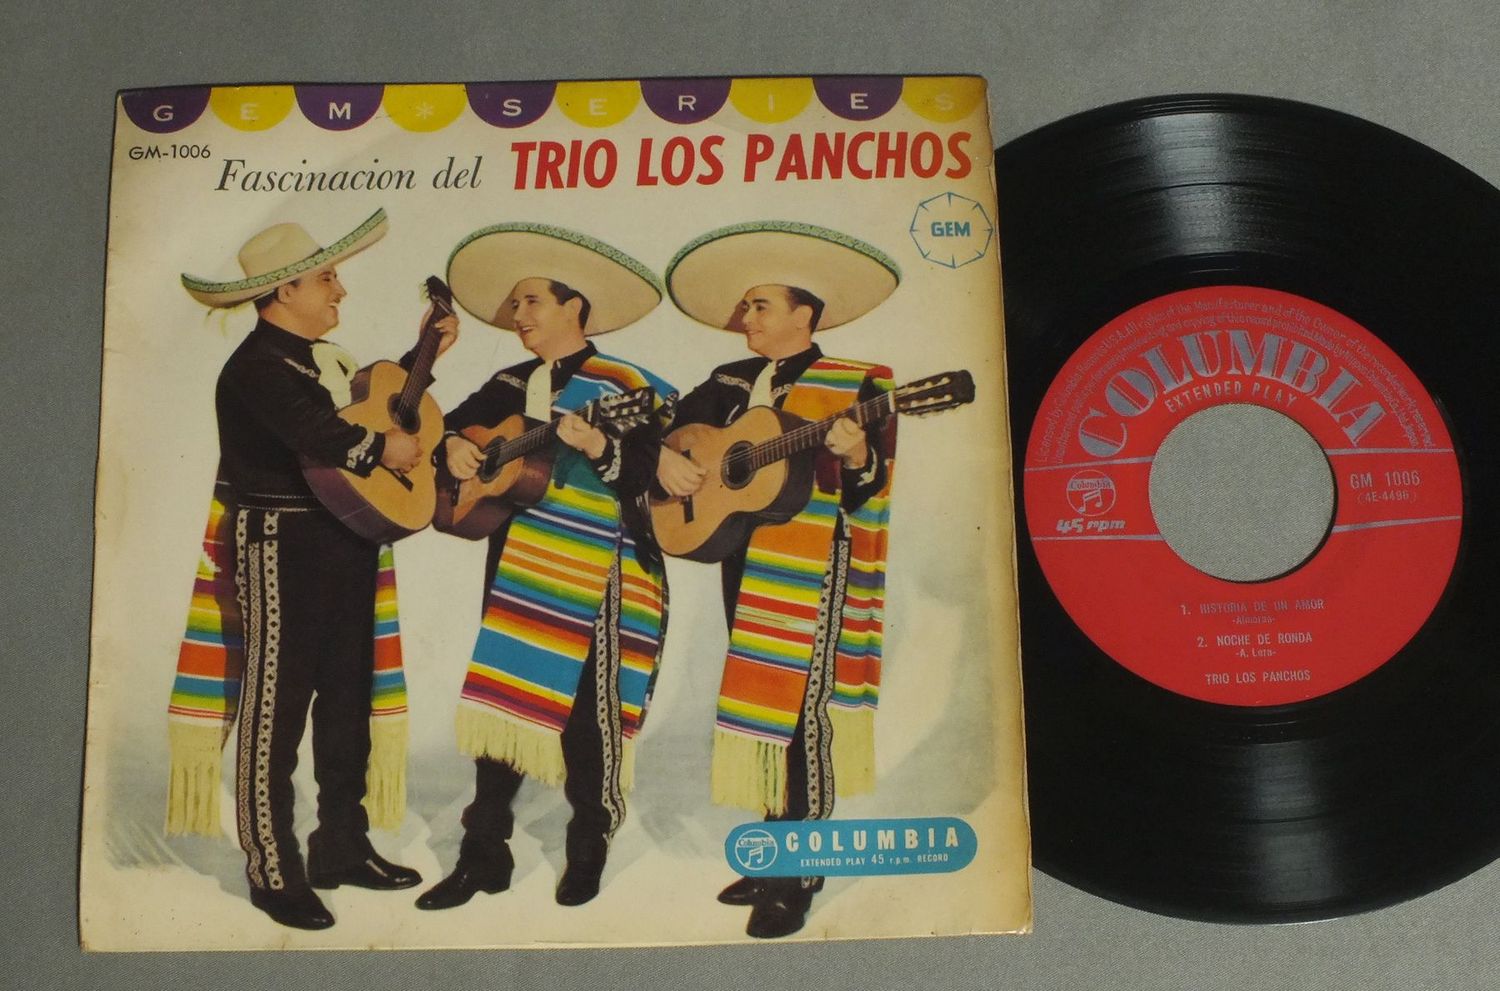 GEM * SERIES
GM-1006
Fascinacion del TRIO LOS PANCHOS
GEM
Columbia
COLUMBIA
EXTENDED PLAY 45 r.p.m. RECORD
COLUMBIA
EXTENDED PLAY
Columbia
45 rpm
GM 1006
(4E-4496)
1. HISTORIA DE UN AMOR
-Almaran-
2. NOCHE DE RONDA
-A. Lara-
TRIO LOS PANCHOS